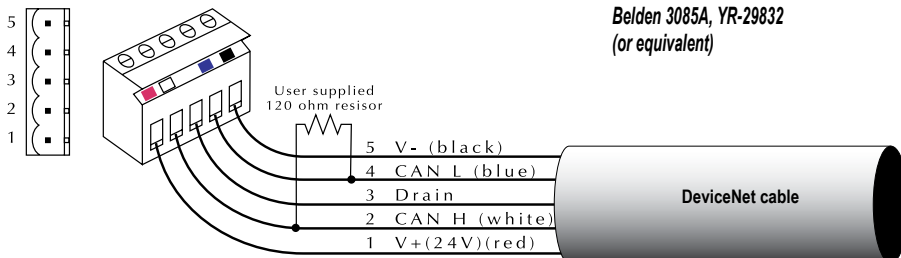 Belden 3085A, YR-29832
(or equivalent)
5
4
3
2
1
User supplied
120 ohm resisor
5 V- (black)
4 CAN L (blue)
3 Drain
2 CAN H (white)
1 V+(24V)(red)
DeviceNet cable